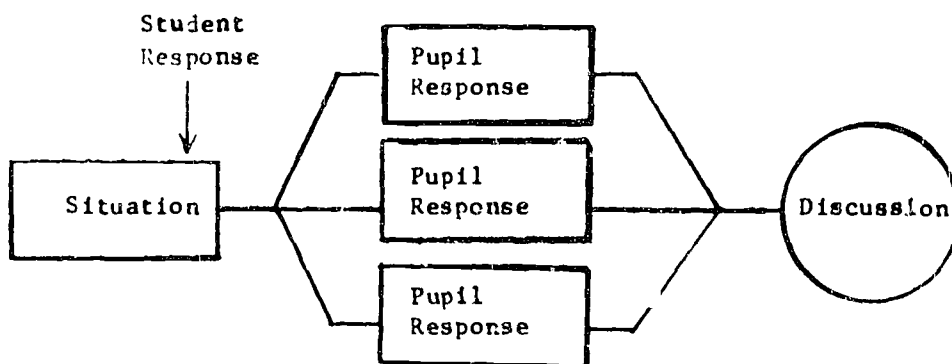 Student
Response
Pupil
Response
Situation
Pupil
Response
Discussion
Pupil
Response